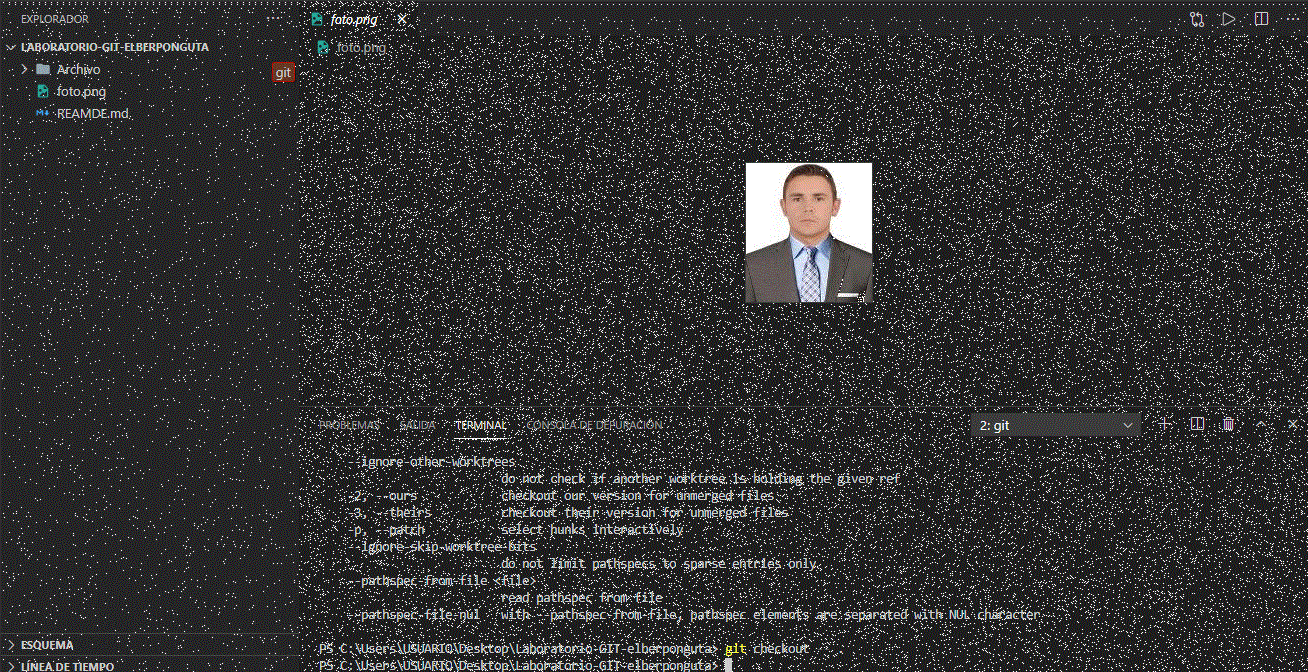 EXPLORADOR
foto.png
LABORATORIO-GIT-ELBERPONGUTA
Archivo
git
foto.png
REAMDE.md
foto.png
PROBLEMAS SALIDA TERMINAL CONSOLA DE DEPURACIÓN
2: git
--ignore-other-worktrees
do not check if another worktree is holding the given ref
-2, --ours checkout our version for unmerged files
-3, --theirs checkout their version for unmerged files
-p, --patch select hunks interactively
--ignore-skip-worktree-bits
do not limit pathspecs to sparse entries only
--pathspec-from-file <file>
read pathspec from file
--pathspec-file-nul with --pathspec-from-file, pathspec elements are separated with NUL character
PS C:\Users\USUARIO\Desktop\Laboratorio-GIT-elberponguta> git checkout
PS C:\Users\USUARIO\Desktop\Laboratorio-GIT-elberponguta>
ESQUEMA
LÍNEA DE TIEMPO